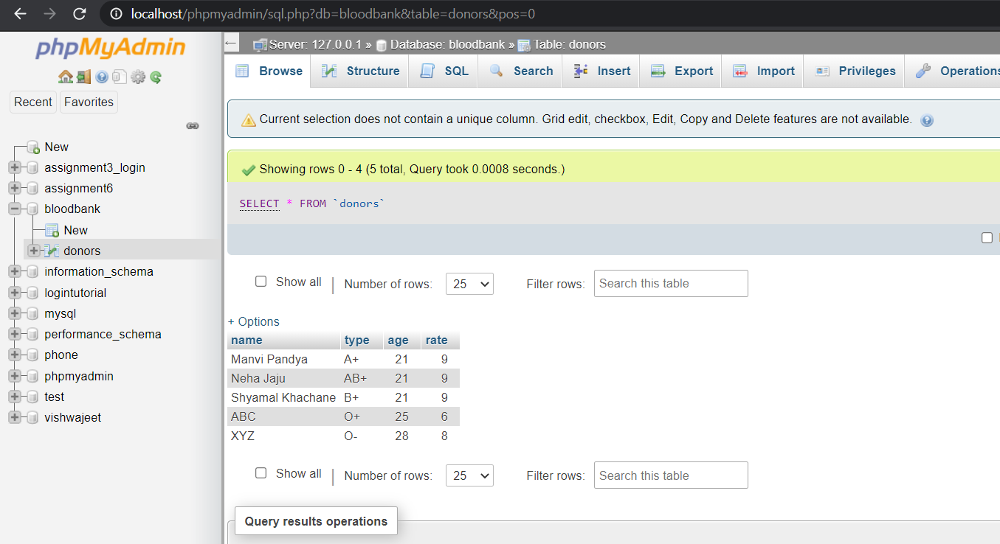 localhost/phpmyadmin/sql.php?db=bloodbank&table=donors&pos=0
phpMyAdmin
Recent Favorites
New
assignment3_login
assignment6
bloodbank
New
donors
information_schema
logintutorial
mysql
performance_schema
phone
phpmyadmin
test
vishwajeet
Server: 127.0.0.1 » Database: bloodbank » Table: donors
Browse Structure SQL Search Insert Export Import Privileges Operations
Current selection does not contain a unique column. Grid edit, checkbox, Edit, Copy and Delete features are not available.
Showing rows 0 - 4 (5 total, Query took 0.0008 seconds.)
SELECT * FROM `donors`
Show all | Number of rows: 25 Filter rows: Search this table
+ Options
name type age rate
Manvi Pandya A+ 21 9
Neha Jaju AB+ 21 9
Shyamal Khachane B+ 21 9
ABC O+ 25 6
XYZ O- 28 8
Show all | Number of rows: 25 Filter rows: Search this table
Query results operations